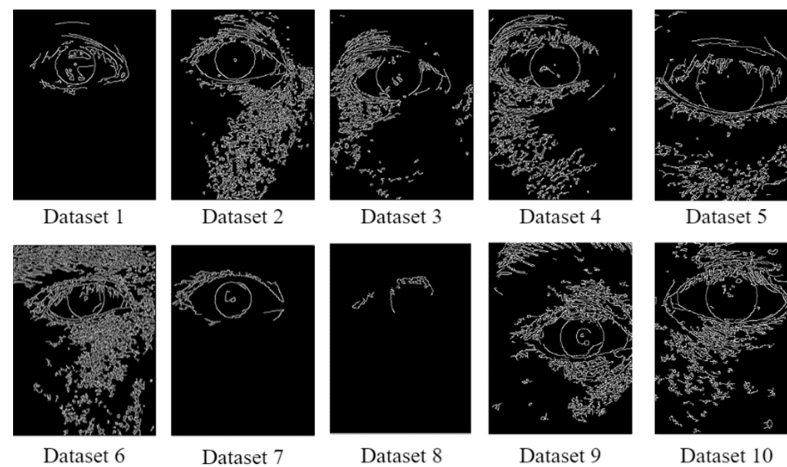 Dataset 1
Dataset 2
Dataset 3
Dataset 4
Dataset 5
Dataset 6
Dataset 7
Dataset 8
Dataset 9
Dataset 10